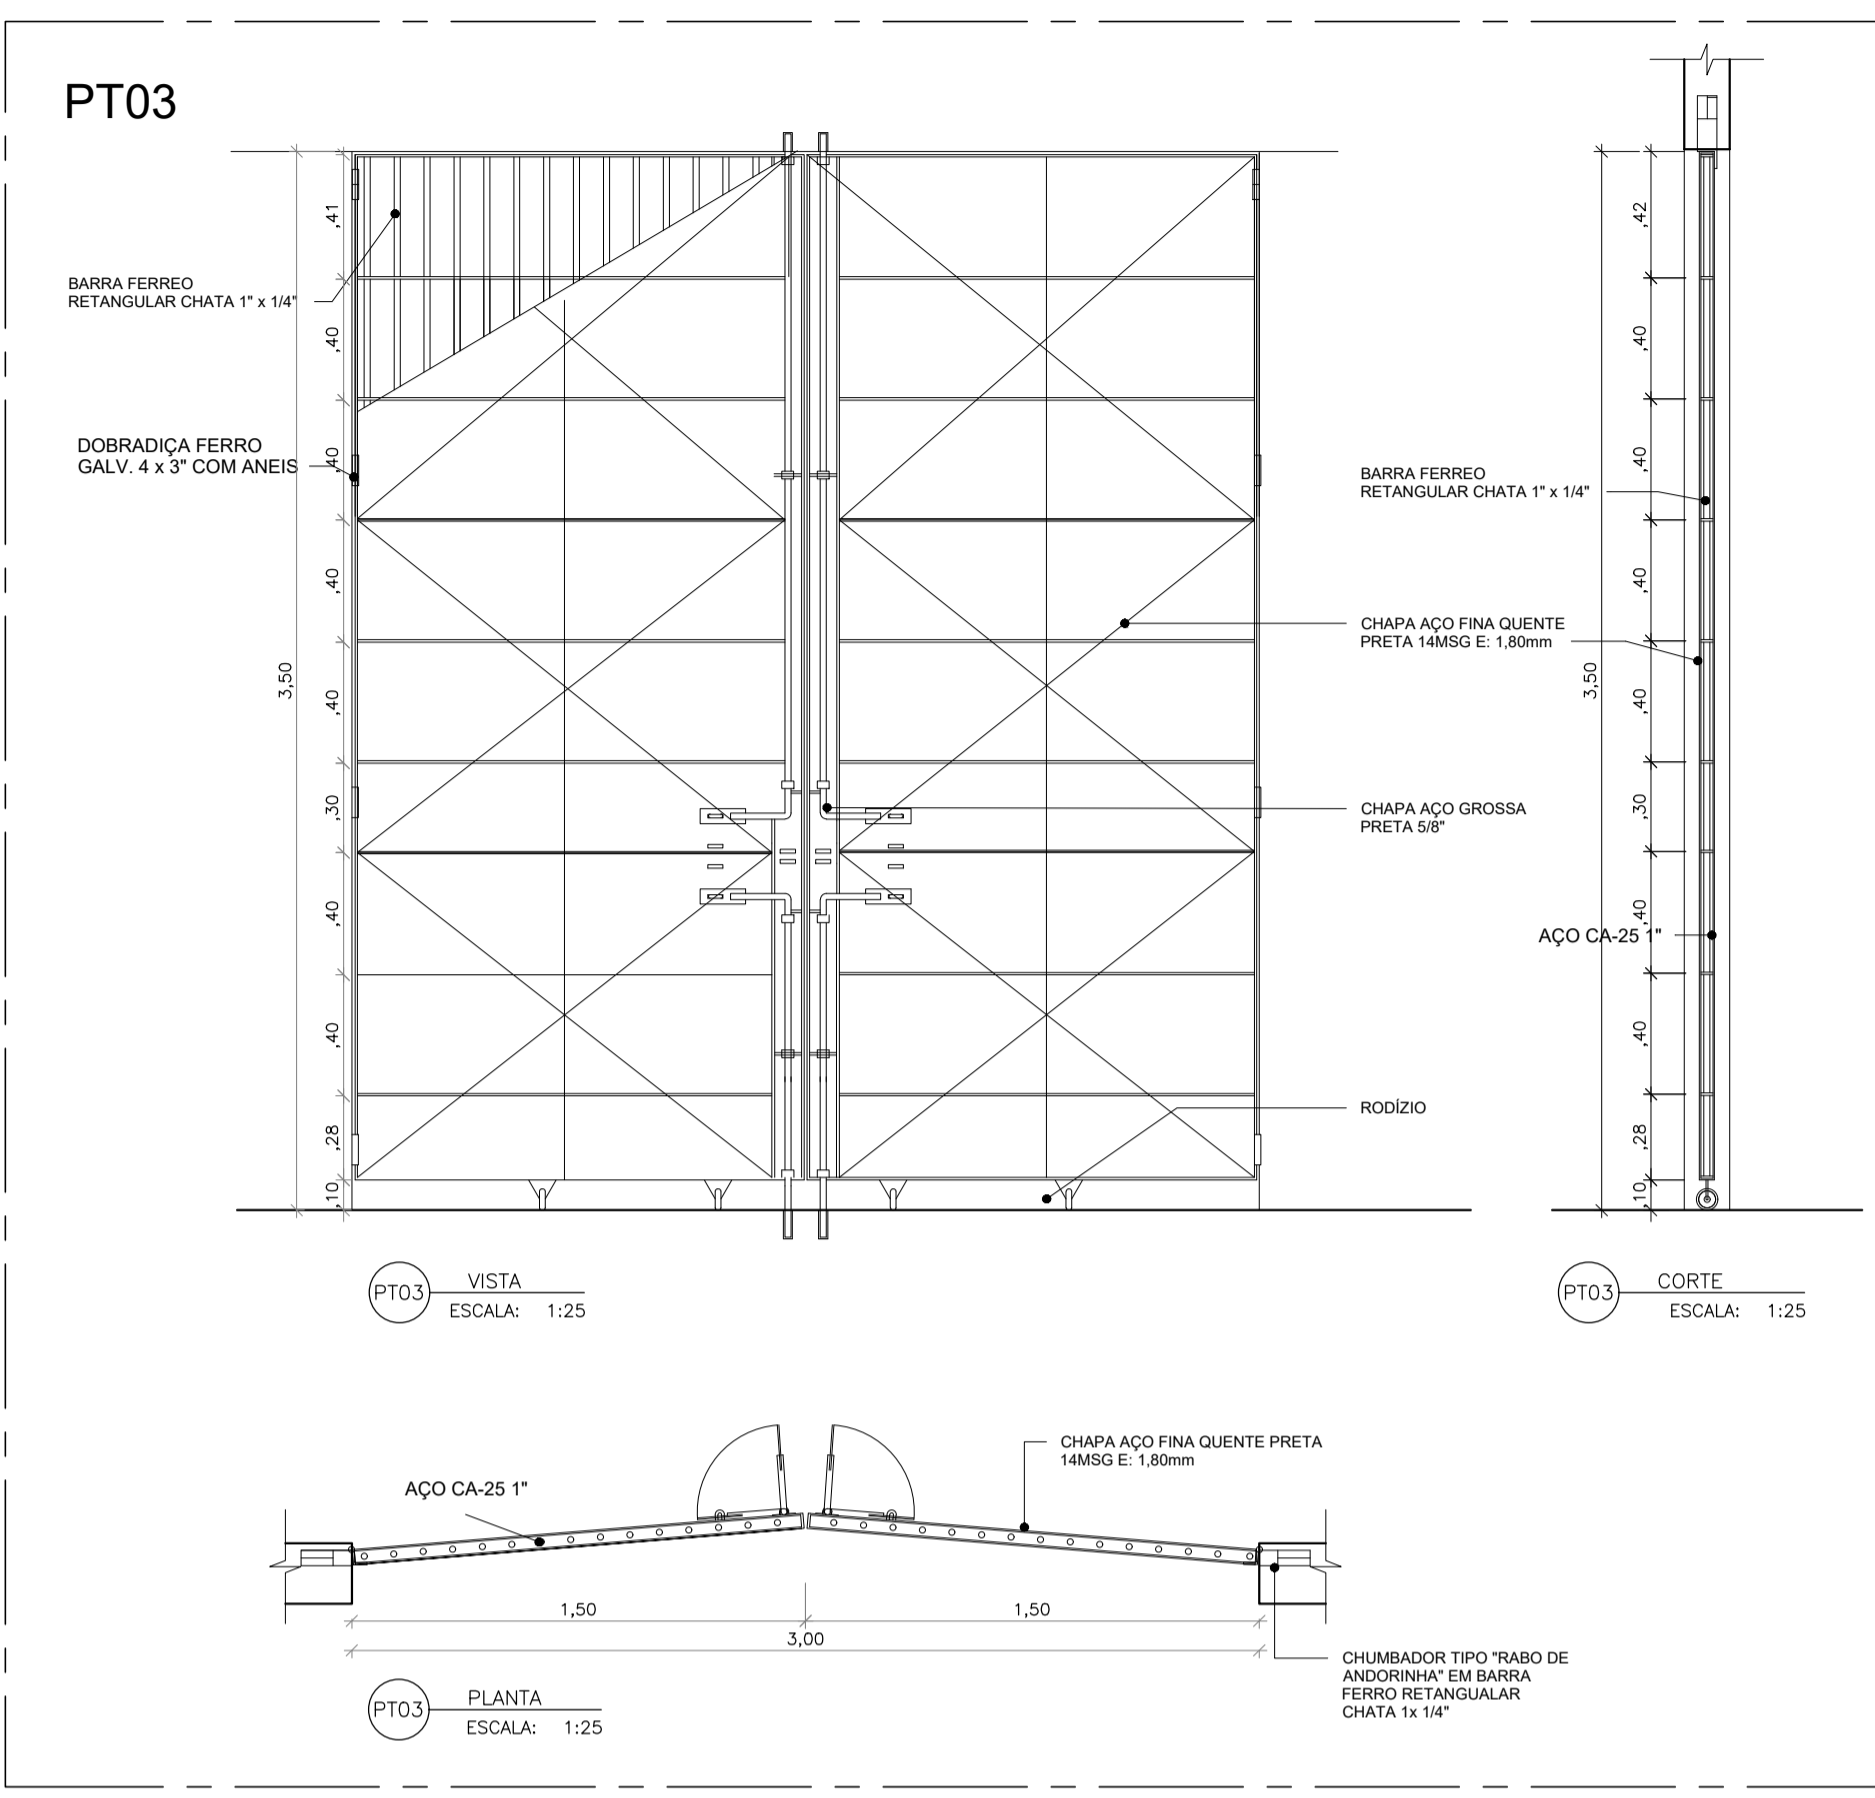 PT03
,41
,40
,40
,40
,40
,30
,40
,40
,28
,10
3,50
BARRA FERREO
RETANGULAR CHATA 1" x 1/4"
DOBRADIÇA FERRO
GALV. 4 x 3" COM ANEIS
BARRA FERREO
RETANGULAR CHATA 1" x 1/4"
CHAPA AÇO FINA QUENTE
PRETA 14MSG E: 1,80mm
CHAPA AÇO GROSSA
PRETA 5/8"
AÇO CA-25 1"
RODÍZIO
,42
,40
,40
,40
,40
,30
,40
,40
,28
,10
3,50
PT03
VISTA
ESCALA: 1:25
PT03
CORTE
ESCALA: 1:25
CHAPA AÇO FINA QUENTE PRETA
14MSG E: 1,80mm
AÇO CA-25 1"
1,50
1,50
3,00
CHUMBADOR TIPO "RABO DE
ANDORINHA" EM BARRA
FERRO RETANGUALAR
CHATA 1x 1/4"
PT03
PLANTA
ESCALA: 1:25